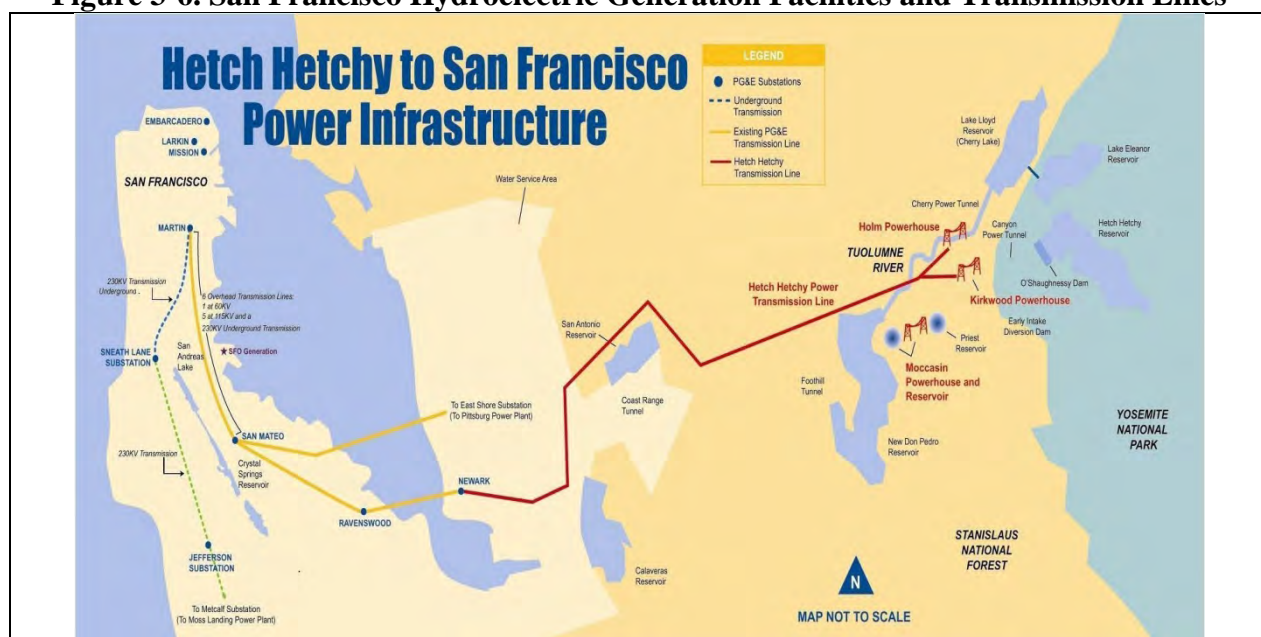 Figure 5-6. San Francisco Hydroelectric Generation Facilities and Transmission Lines
Hetch Hetchy to San Francisco
Power Infrastructure
LEGEND
PG&E Substations
Underground
Transmission
Existing PG&E
Transmission Line
Hetch Hetchy
Transmission Line
EMBARCADERO
LARKIN
MISSION
SAN FRANCISCO
MARTIN
230KV Transmission
Underground .
6 Overhead Transmission Lines:
1 at 60KV
5 at 115KV and a
230KV Underground Transmission
SFO Generation
SNEATH LANE
SUBSTATION
San
Andreas
Lake
SAN MATEO
Crystal
Springs
Reservoir
230KV Transmission
JEFFERSON
SUBSTATION
To Metcalf Substation
(To Moss Landing Power Plant)
RAVENSWOOD
NEWARK
To East Shore Substation
(To Pittsburg Power Plant)
Water Service Area
San Antonio
Reservoir
Coast Range
Tunnel
Calaveras
Reservoir
Hetch Hetchy Power
Transmission Line
Lake Lloyd
Reservoir
(Cherry Lake)
Lake Eleanor
Reservoir
Cherry Power Tunnel
Holm Powerhouse
Canyon
Power Tunnel
Hetch Hetchy
Reservoir
TUOLUMNE
RIVER
O'Shaughnessy Dam
Kirkwood Powerhouse
Early Intake
Diversion Dam
Priest
Reservoir
Moccasin
Powerhouse and
Reservoir
Foothill
Tunnel
New Don Pedro
Reservoir
YOSEMITE
NATIONAL
PARK
STANISLAUS
NATIONAL
FOREST
N
MAP NOT TO SCALE